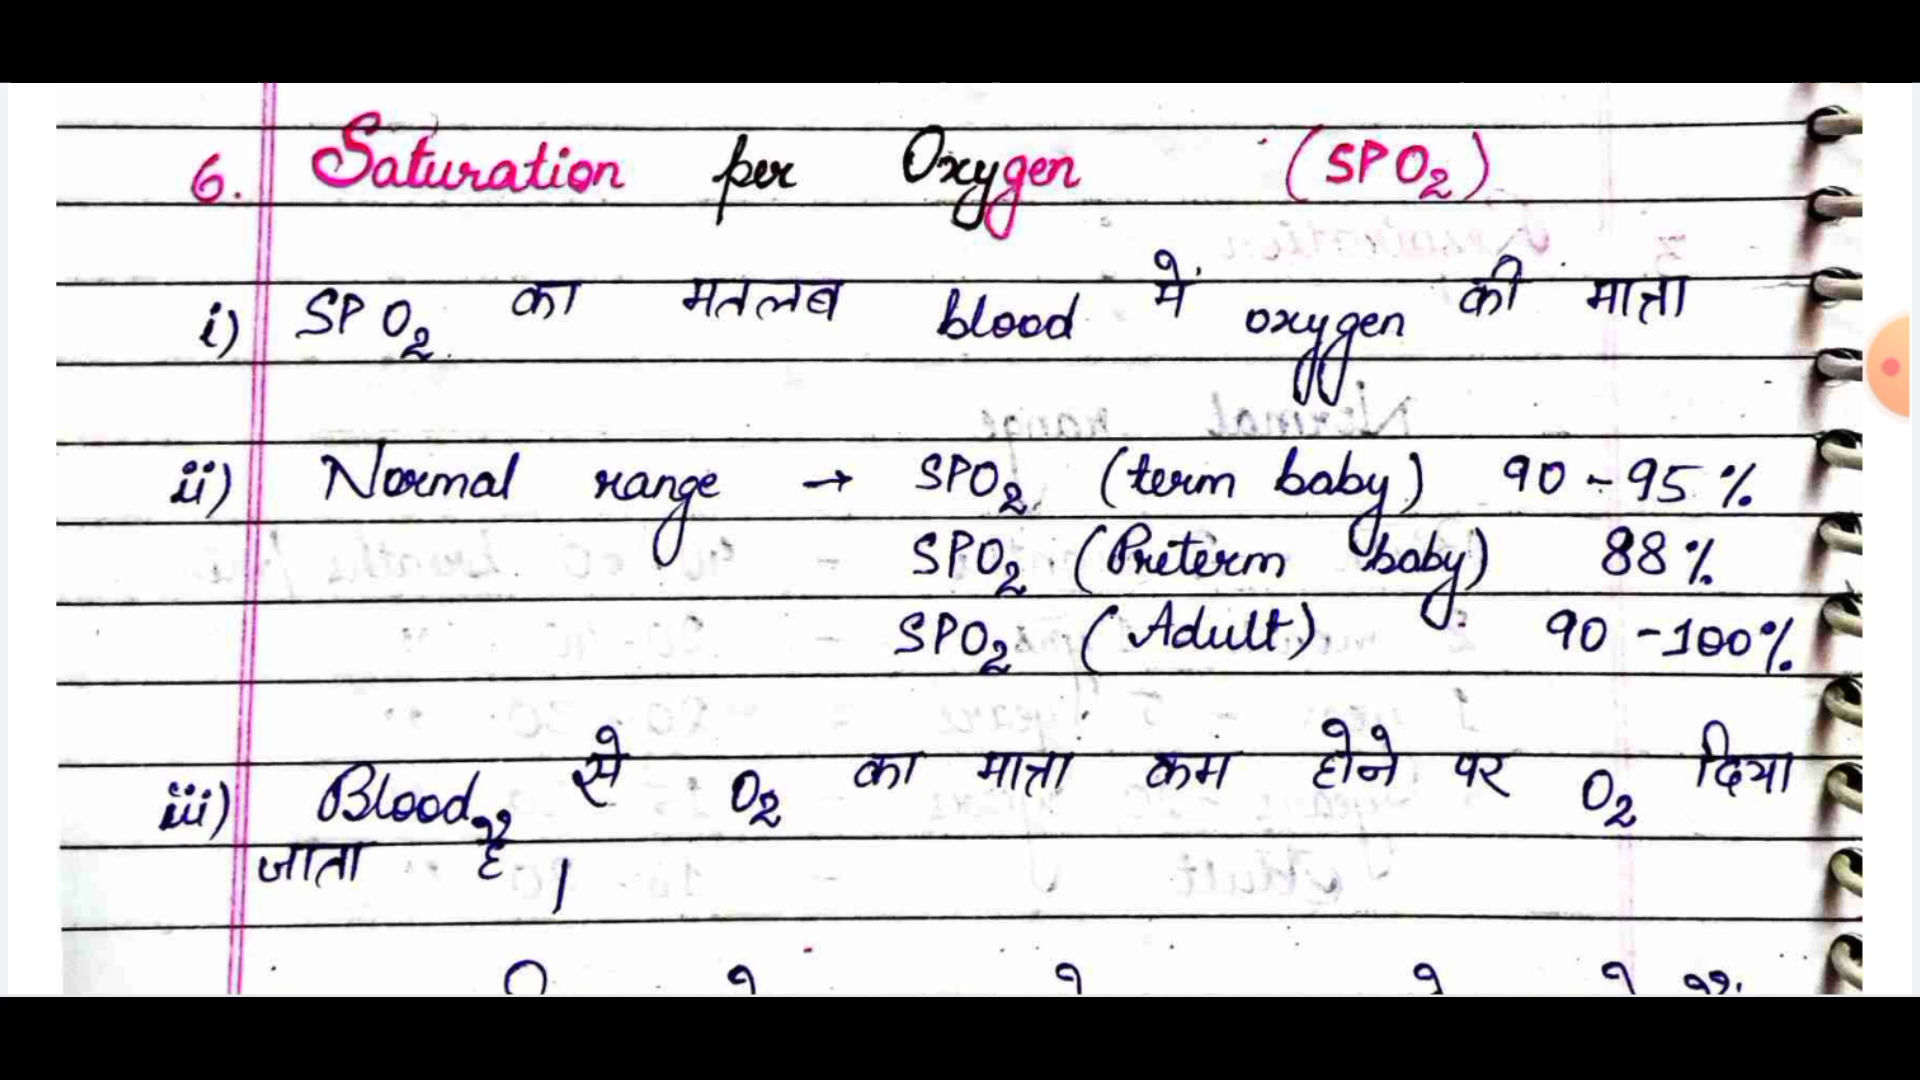 6. Saturation per Oxygen (SPO2)
i) SPO2 का मतलब blood में oxygen की मात्रा
ii) Normal range → SPO2 (term baby) 90-95%
SPO2 (Preterm baby) 88%
SPO2 (Adult) 90-100%
iii) Blood से O2 का मात्रा कम होने पर O2 दिया
जाता है।